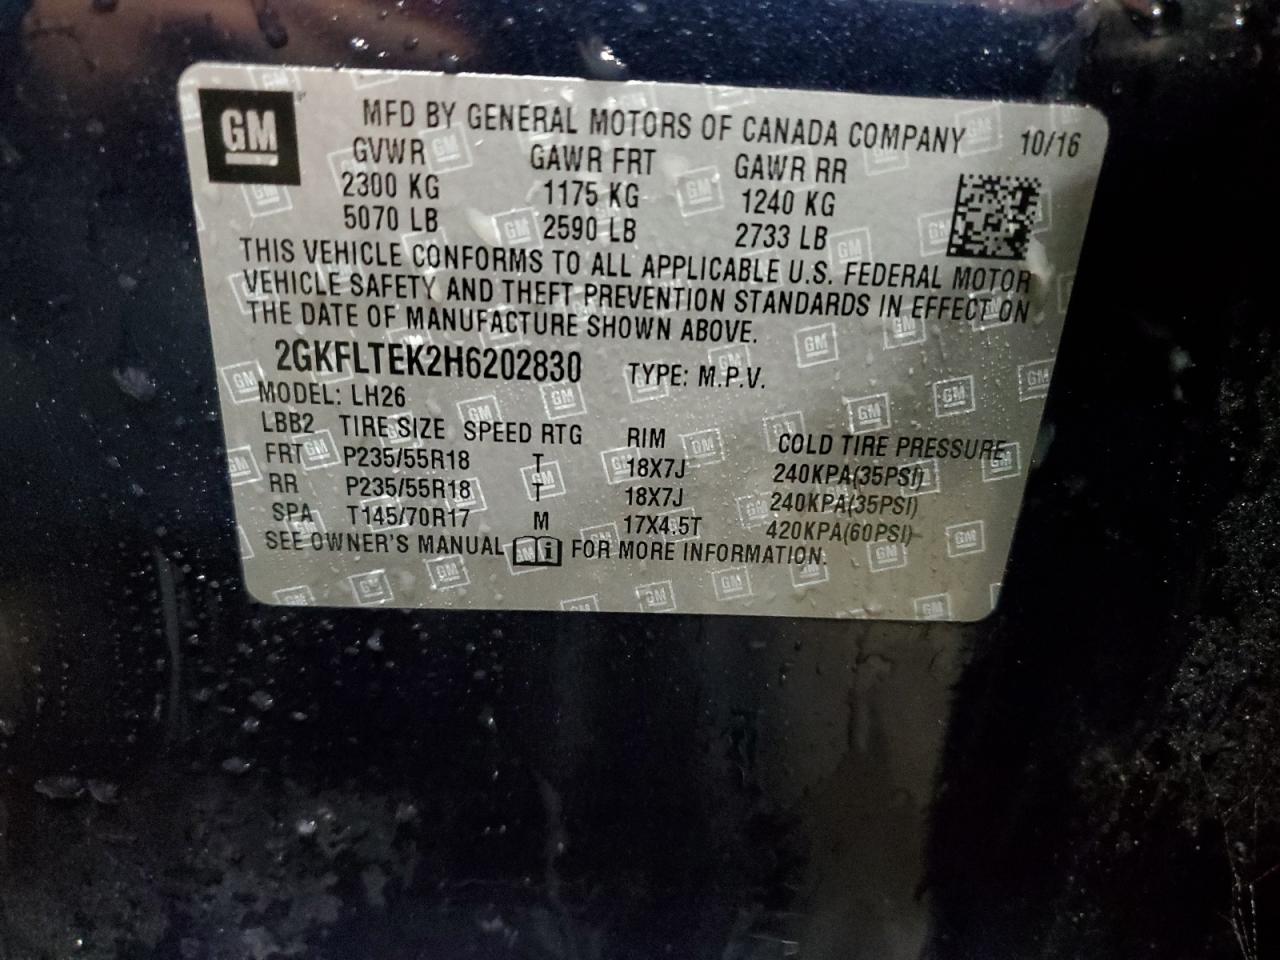 GM
MFD BY GENERAL MOTORS OF CANADA COMPANY 10/16
GVWR GAWR FRT GAWR RR
2300 KG 1175 KG 1240 KG
5070 LB 2590 LB 2733 LB
THIS VEHICLE CONFORMS TO ALL APPLICABLE U.S. FEDERAL MOTOR
VEHICLE SAFETY AND THEFT PREVENTION STANDARDS IN EFFECT ON
THE DATE OF MANUFACTURE SHOWN ABOVE.
2GKFLTEK2H6202830 TYPE: M.P.V.
MODEL: LH26
LBB2 TIRE SIZE SPEED RTG RIM COLD TIRE PRESSURE
FRT P235/55R18 T 18X7J 240KPA(35PSI)
RR P235/55R18 T 18X7J 240KPA(35PSI)
SPA T145/70R17 M 17X4.5T 420KPA(60PSI)
SEE OWNER'S MANUAL i FOR MORE INFORMATION.